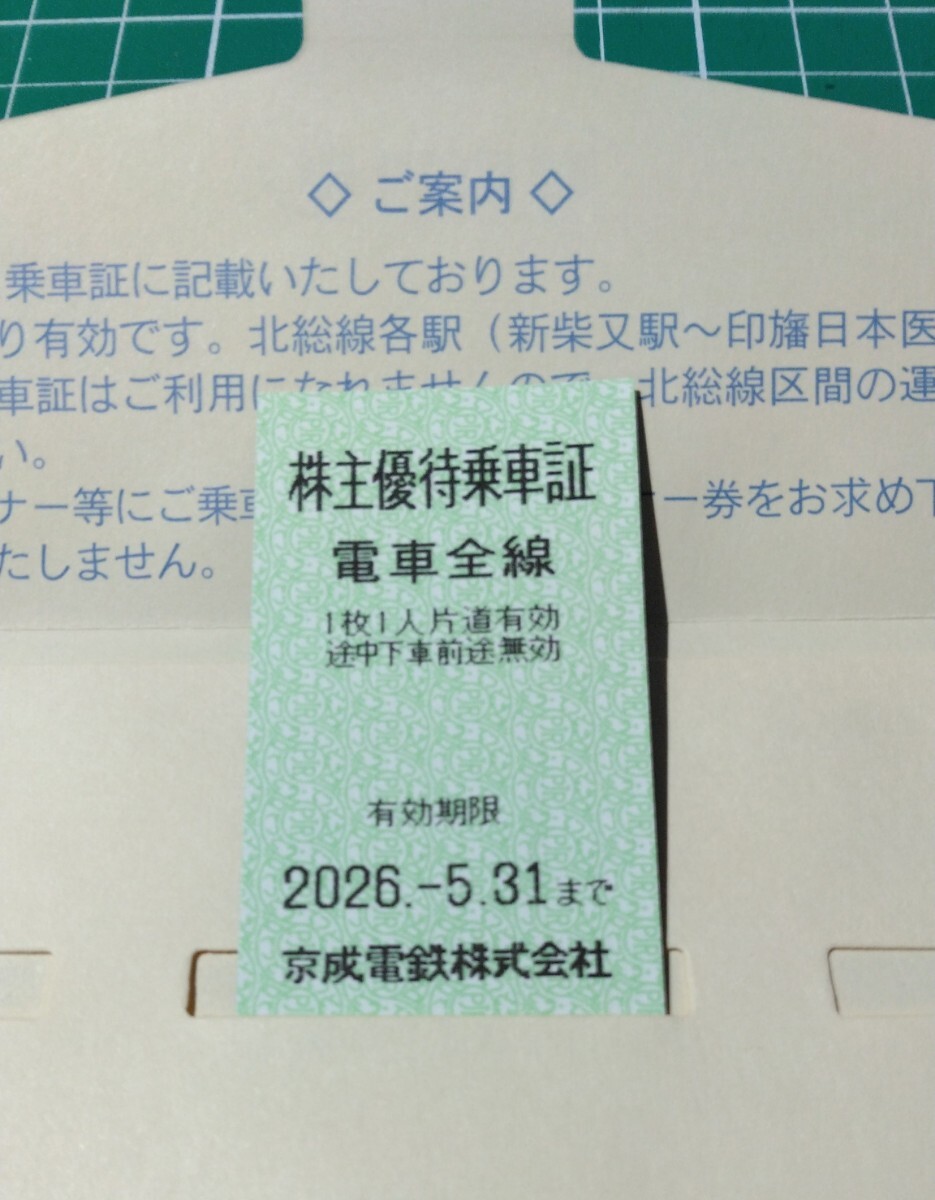 ◇ ご案内 ◇
乗車証に記載いたしております。
り有効です。北総線各駅（新柴又駅～印旛日本医
車証はご利用になれませんので、北総線区間の運
い。
ナー等にご乗車 ナー券をお求め下
たしません。
株主優待乗車証
電車全線
1枚1人片道有効
途中下車前途無効
有効期限
2026.-5.31まで
京成電鉄株式会社